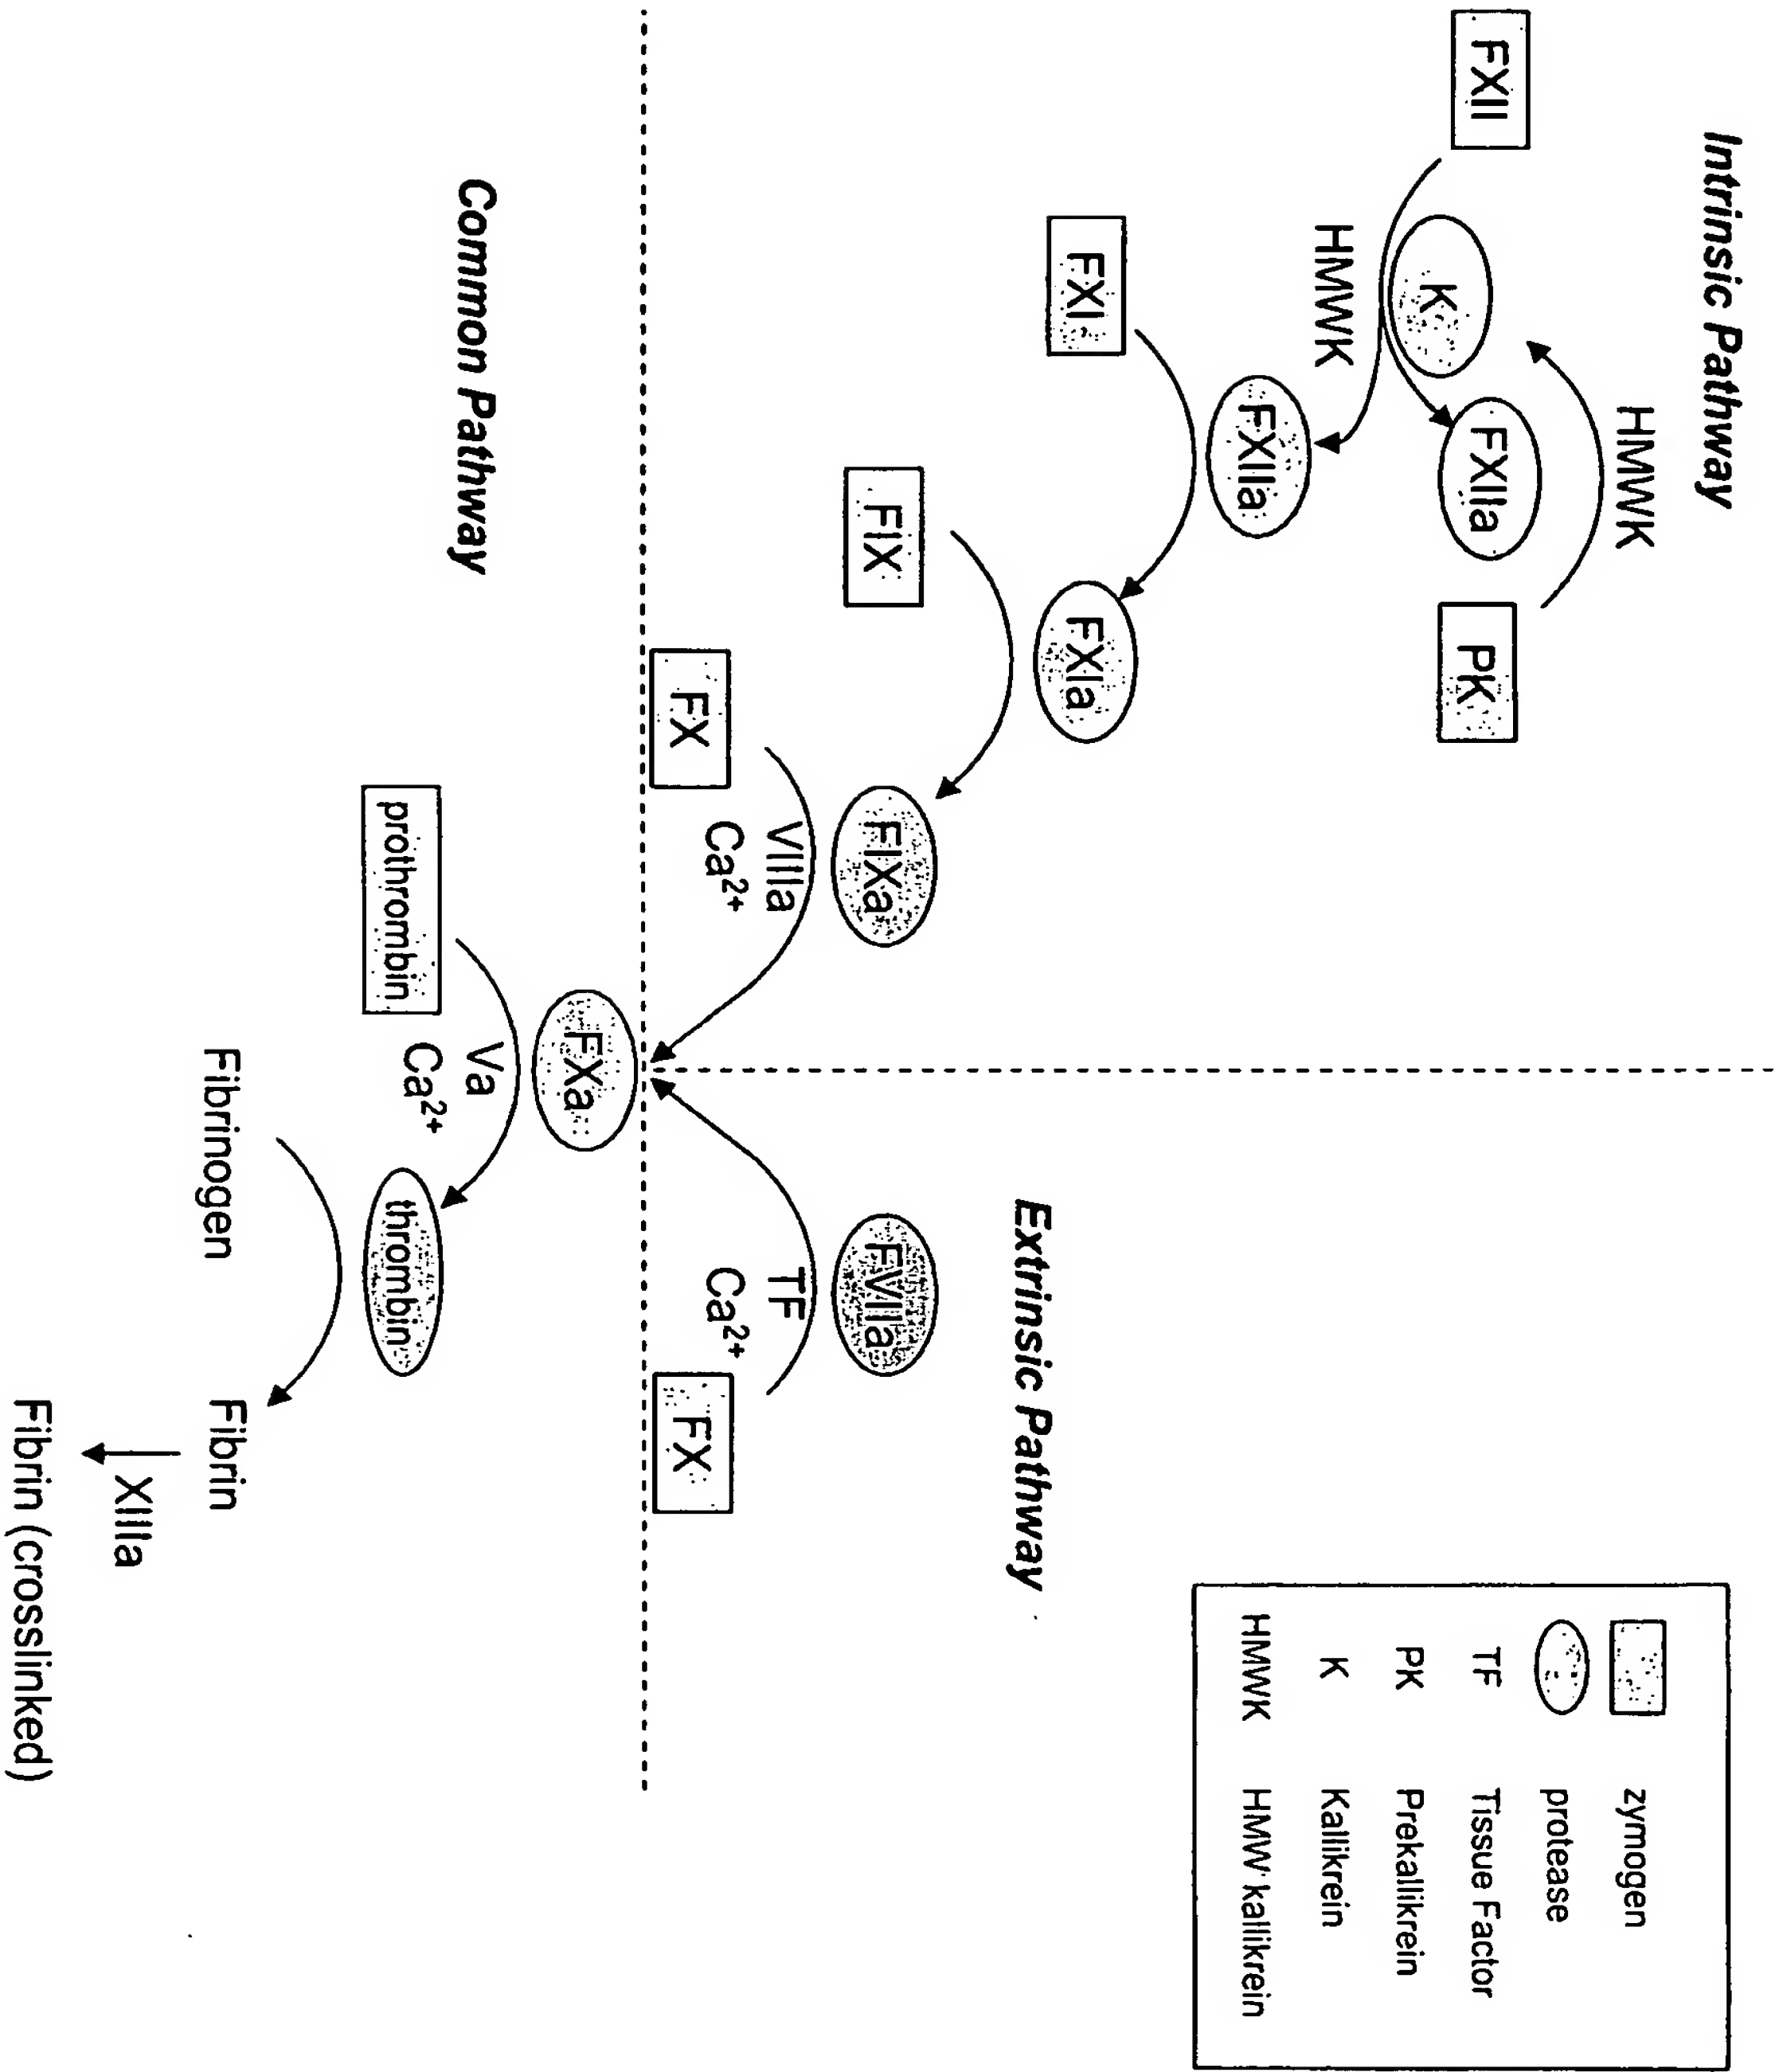 Intrinsic Pathway
HMWK
FXII
K
FXIIa
PK
HMWK
FXIIa
FXI
FXIa
FIX
FIXa
VIIIa
Ca2+
FX
Extrinsic Pathway
FVIIa
TF
Ca2+
FX
Common Pathway
FXa
Va
Ca2+
prothrombin
thrombin
Fibrinogen
Fibrin
XIIIa
Fibrin (crosslinked)
zymogen
protease
TF Tissue Factor
PK Prekallikrein
K Kallikrein
HMWK HMW kallikrein